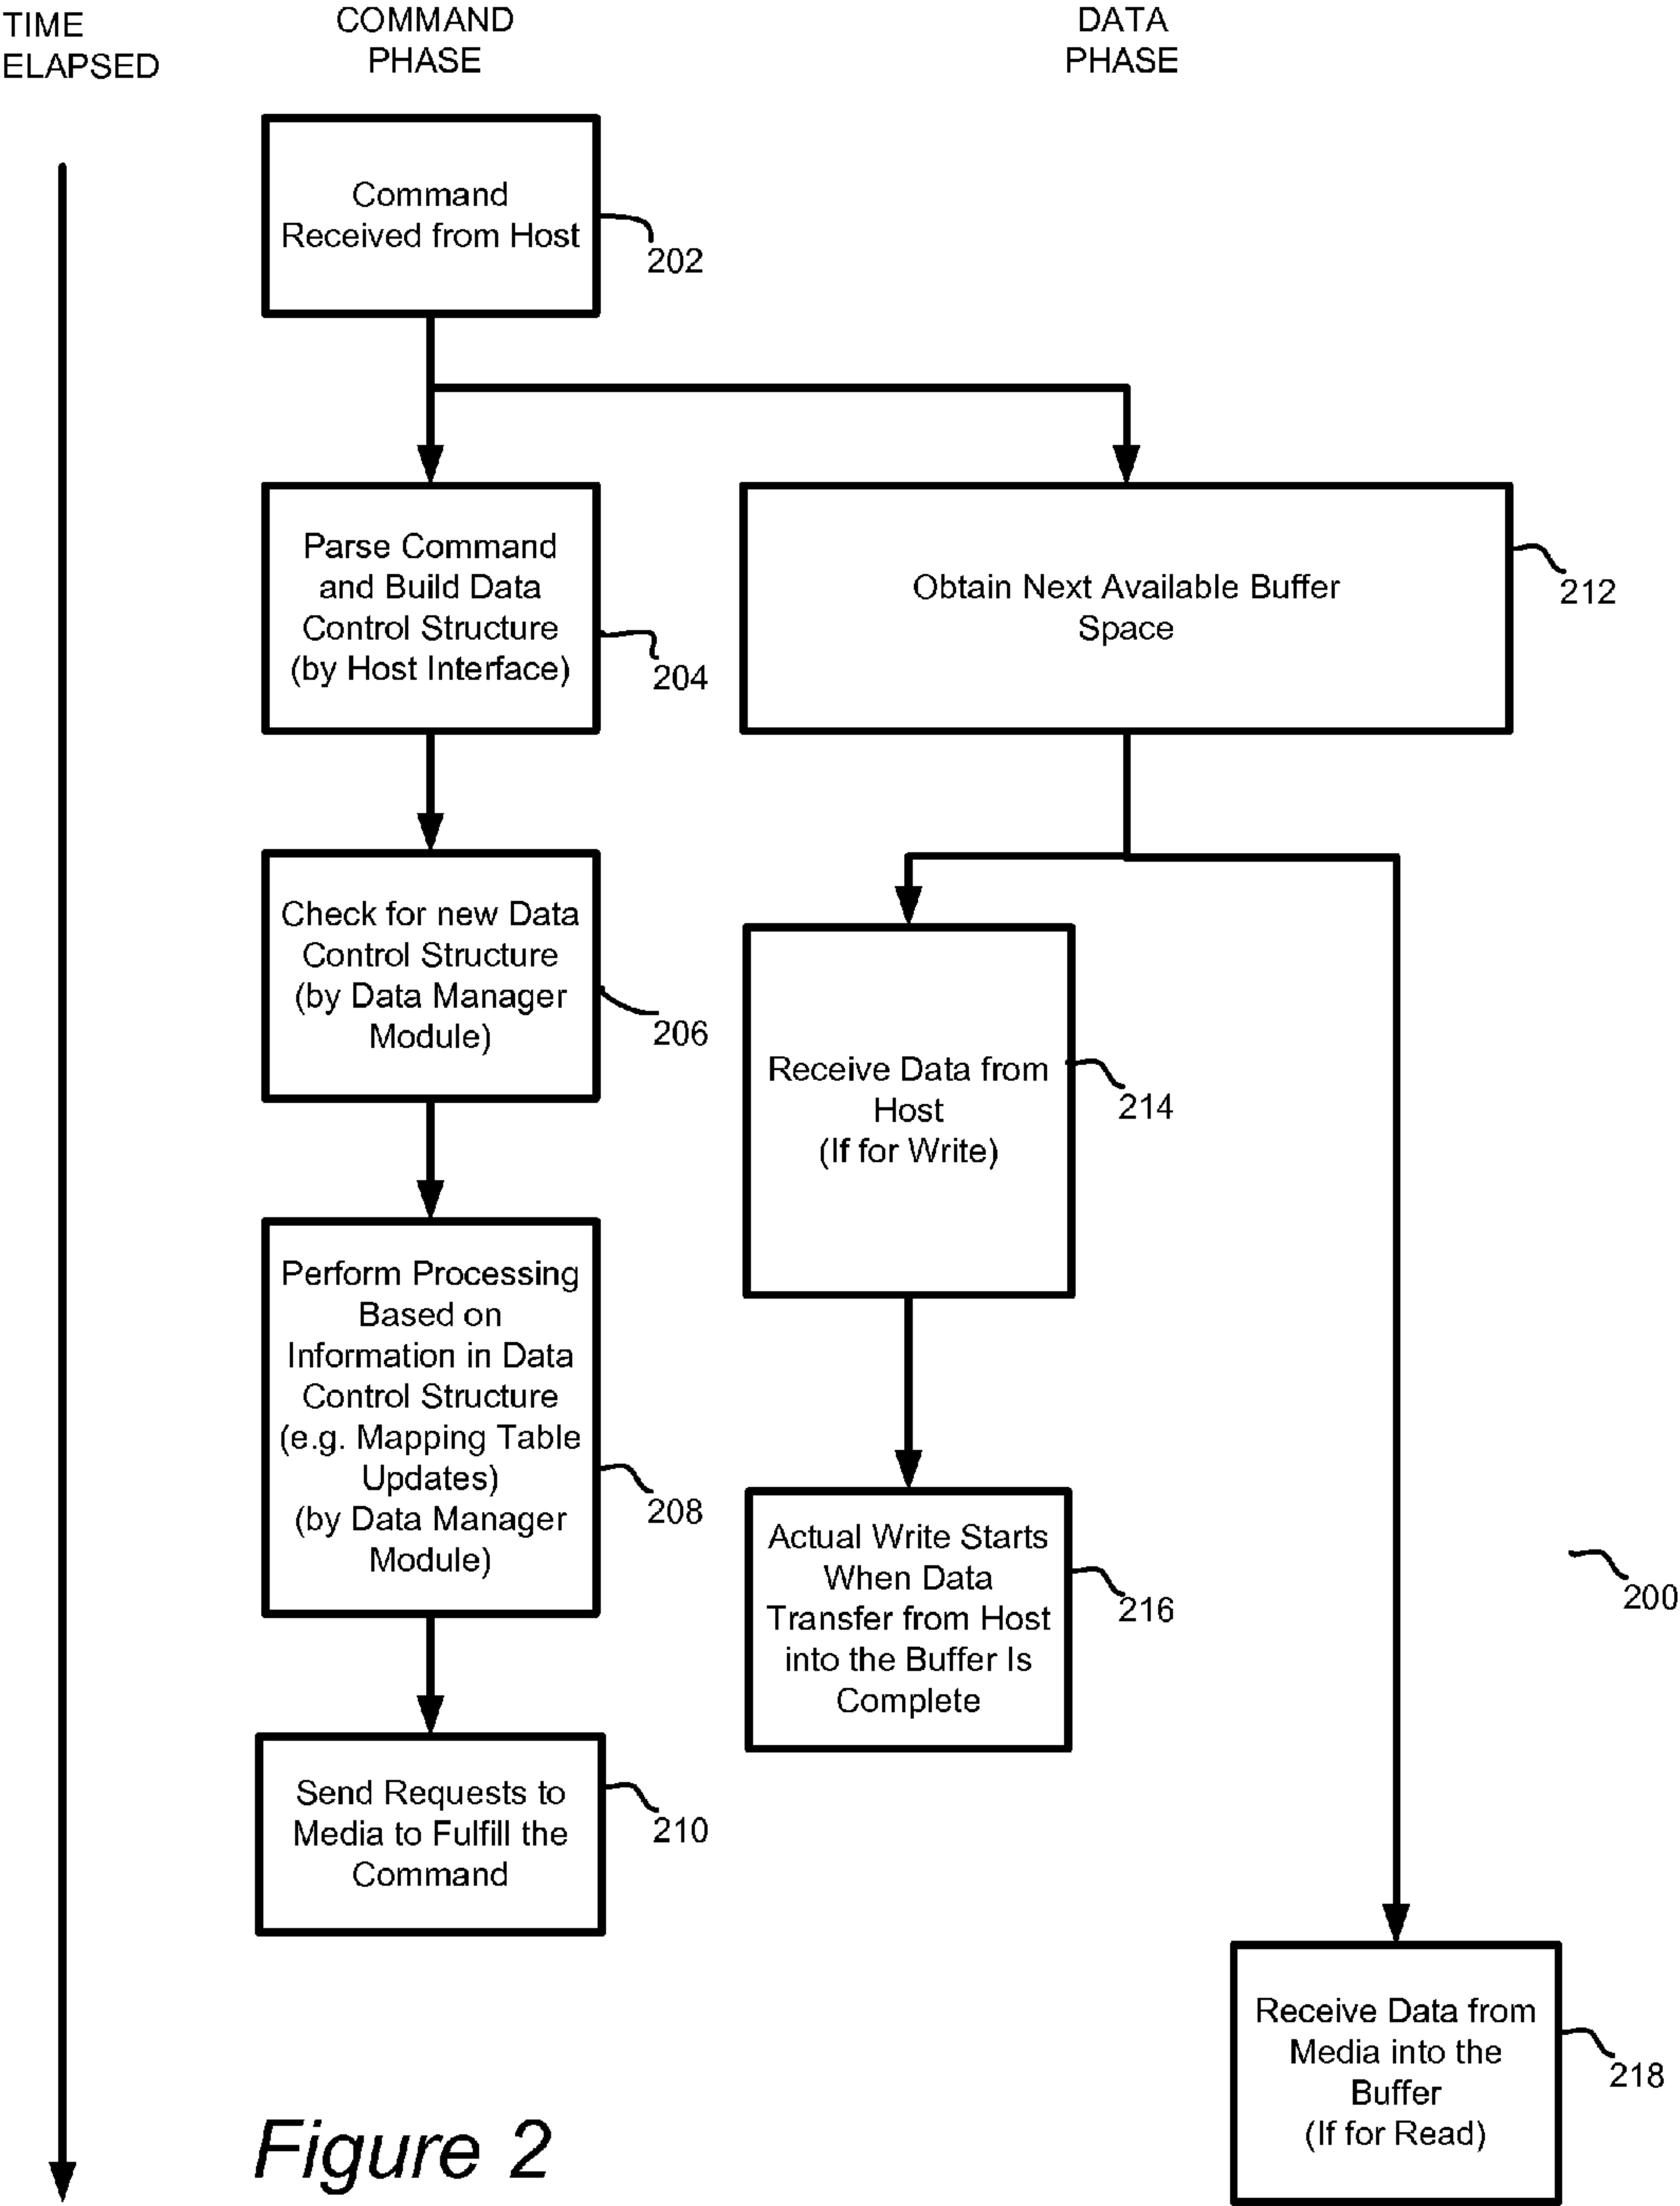 TIME
ELAPSED
COMMAND
PHASE
DATA
PHASE
Command
Received from Host
202
Parse Command
and Build Data
Control Structure
(by Host Interface)
204
Obtain Next Available Buffer
Space
212
Check for new Data
Control Structure
(by Data Manager
Module)
206
Receive Data from
Host
(If for Write)
214
Perform Processing
Based on
Information in Data
Control Structure
(e.g. Mapping Table
Updates)
(by Data Manager
Module)
208
Actual Write Starts
When Data
Transfer from Host
into the Buffer Is
Complete
216
200
Send Requests to
Media to Fulfill the
Command
210
Receive Data from
Media into the
Buffer
(If for Read)
218
Figure 2